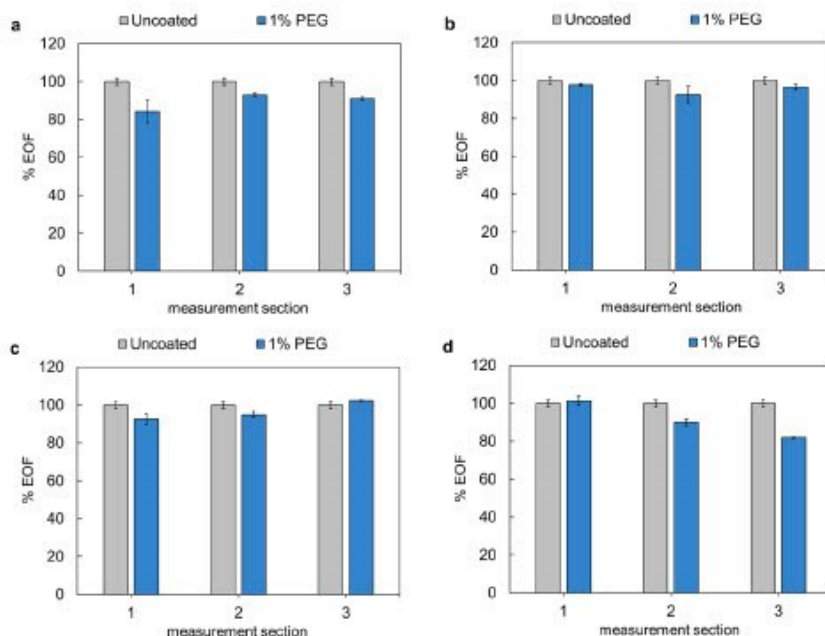 a
Uncoated 1% PEG
120
100
80
60
40
20
0
% EOF
1 2 3
measurement section
b
Uncoated 1% PEG
120
100
80
60
40
20
0
% EOF
1 2 3
measurement section
c
Uncoated 1% PEG
120
100
80
60
40
20
0
% EOF
1 2 3
measurement section
d
Uncoated 1% PEG
120
100
80
60
40
20
0
% EOF
1 2 3
measurement section